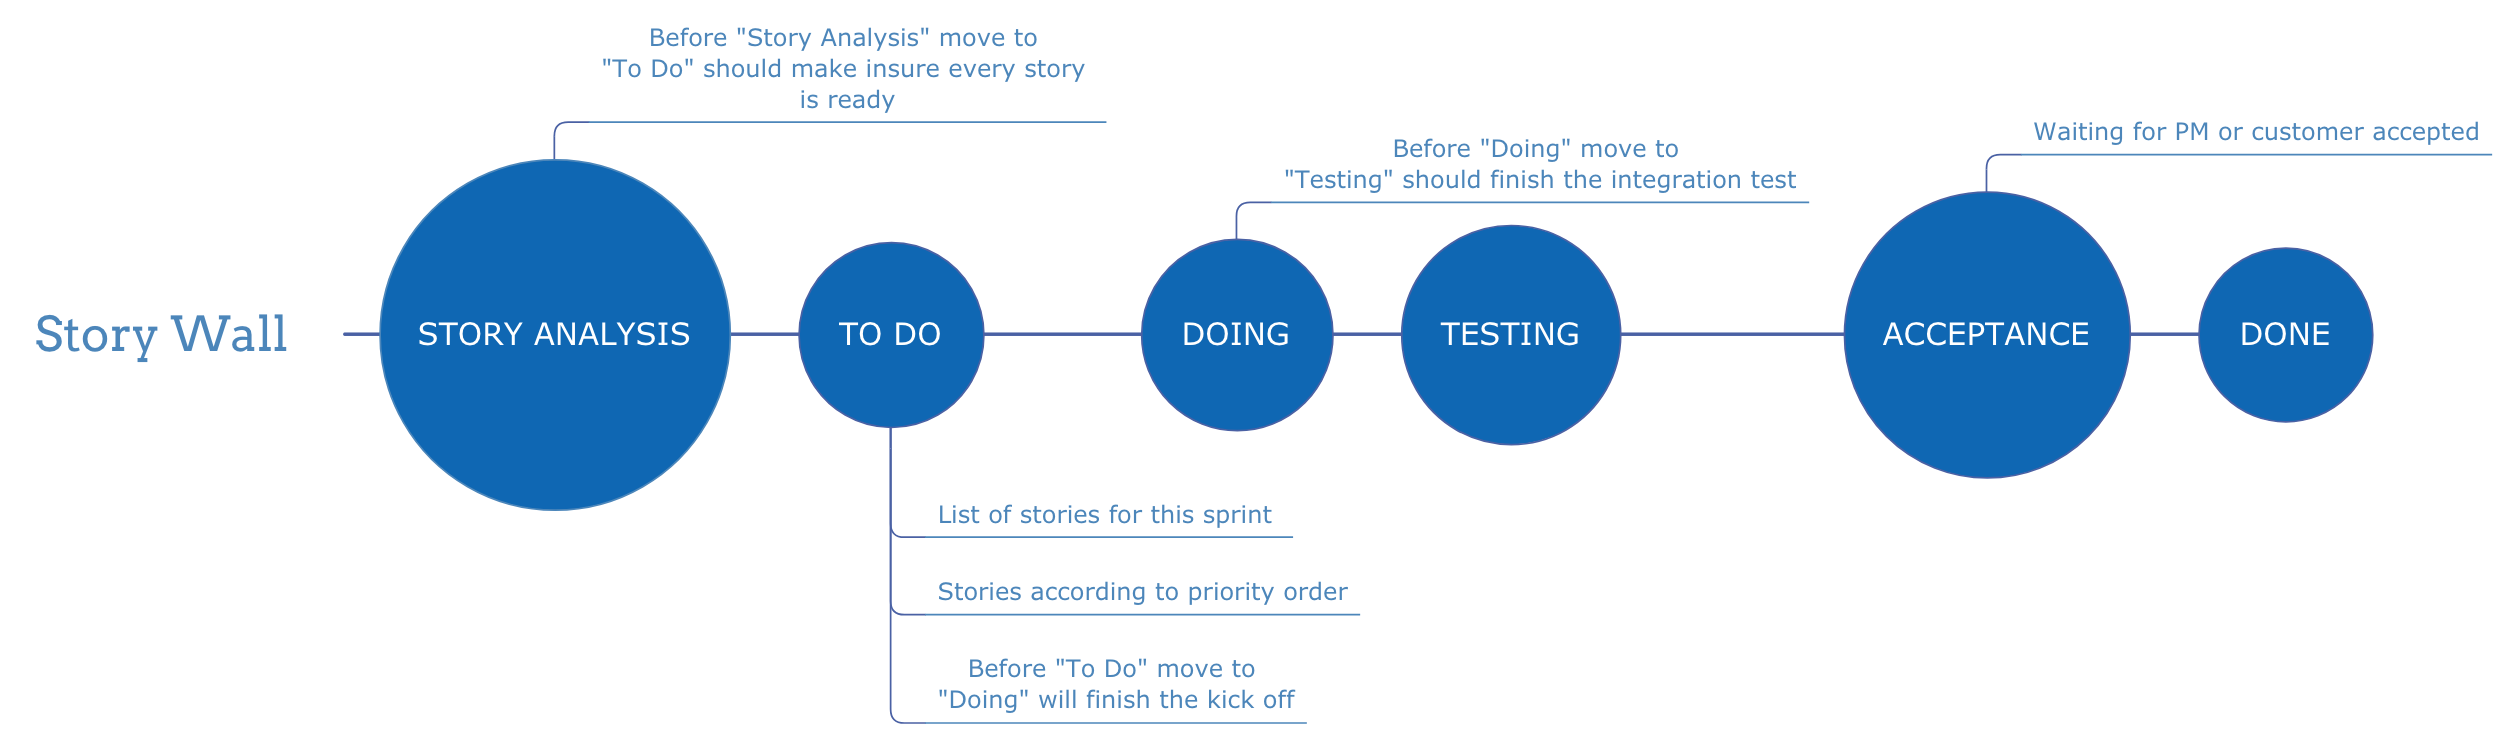 Story Wall
Before "Story Analysis" move to
"To Do" should make insure every story
is ready
STORY ANALYSIS
TO DO
List of stories for this sprint
Stories according to priority order
Before "To Do" move to
"Doing" will finish the kick off
Before "Doing" move to
"Testing" should finish the integration test
DOING
TESTING
Waiting for PM or customer accepted
ACCEPTANCE
DONE